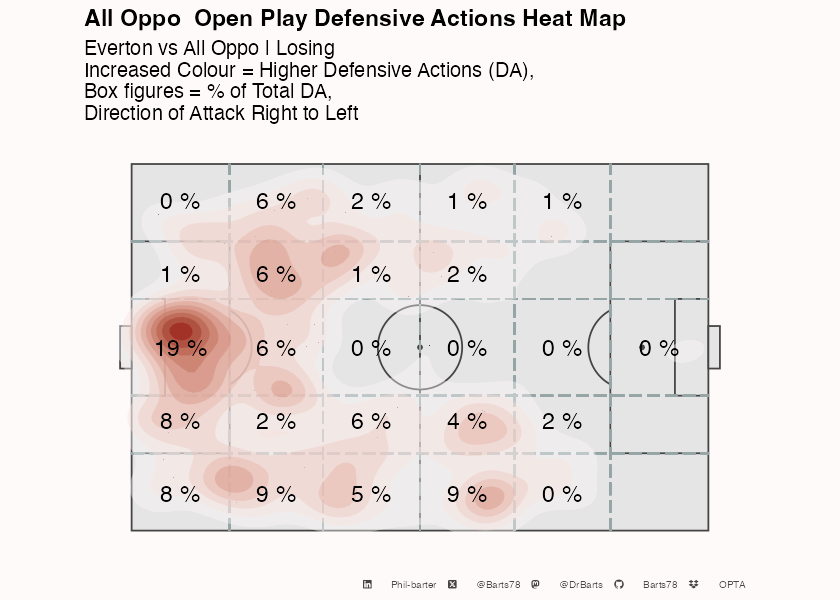 All Oppo  Open Play Defensive Actions Heat Map
Everton vs All Oppo | Losing
Increased Colour = Higher Defensive Actions (DA),
Box figures = % of Total DA,
Direction of Attack Right to Left
0 % 6 % 2 % 1 % 1 %
1 % 6 % 1 % 2 %
19 % 6 % 0 % 0 % 0 % 0 %
8 % 2 % 6 % 4 % 2 %
8 % 9 % 5 % 9 % 0 %
Phil-barter @Barts78 @DrBarts Barts78 OPTA